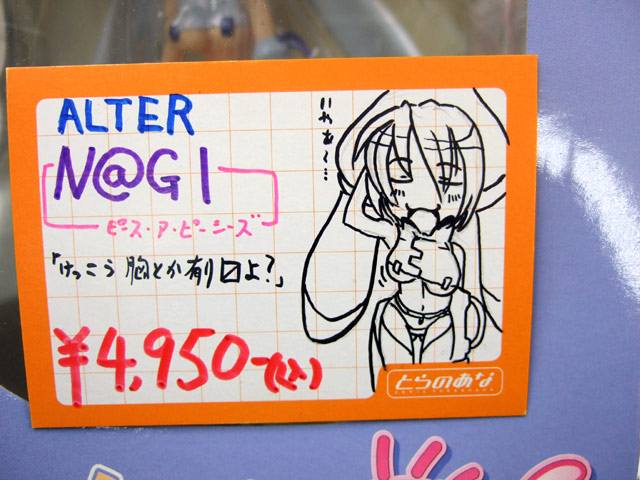 ALTER
N@GI
ピース・ア・ピーシーズ
「けっこう胸とか有り〼よ?」
¥4,950-(込)
いやぁ〜…
とらのあな